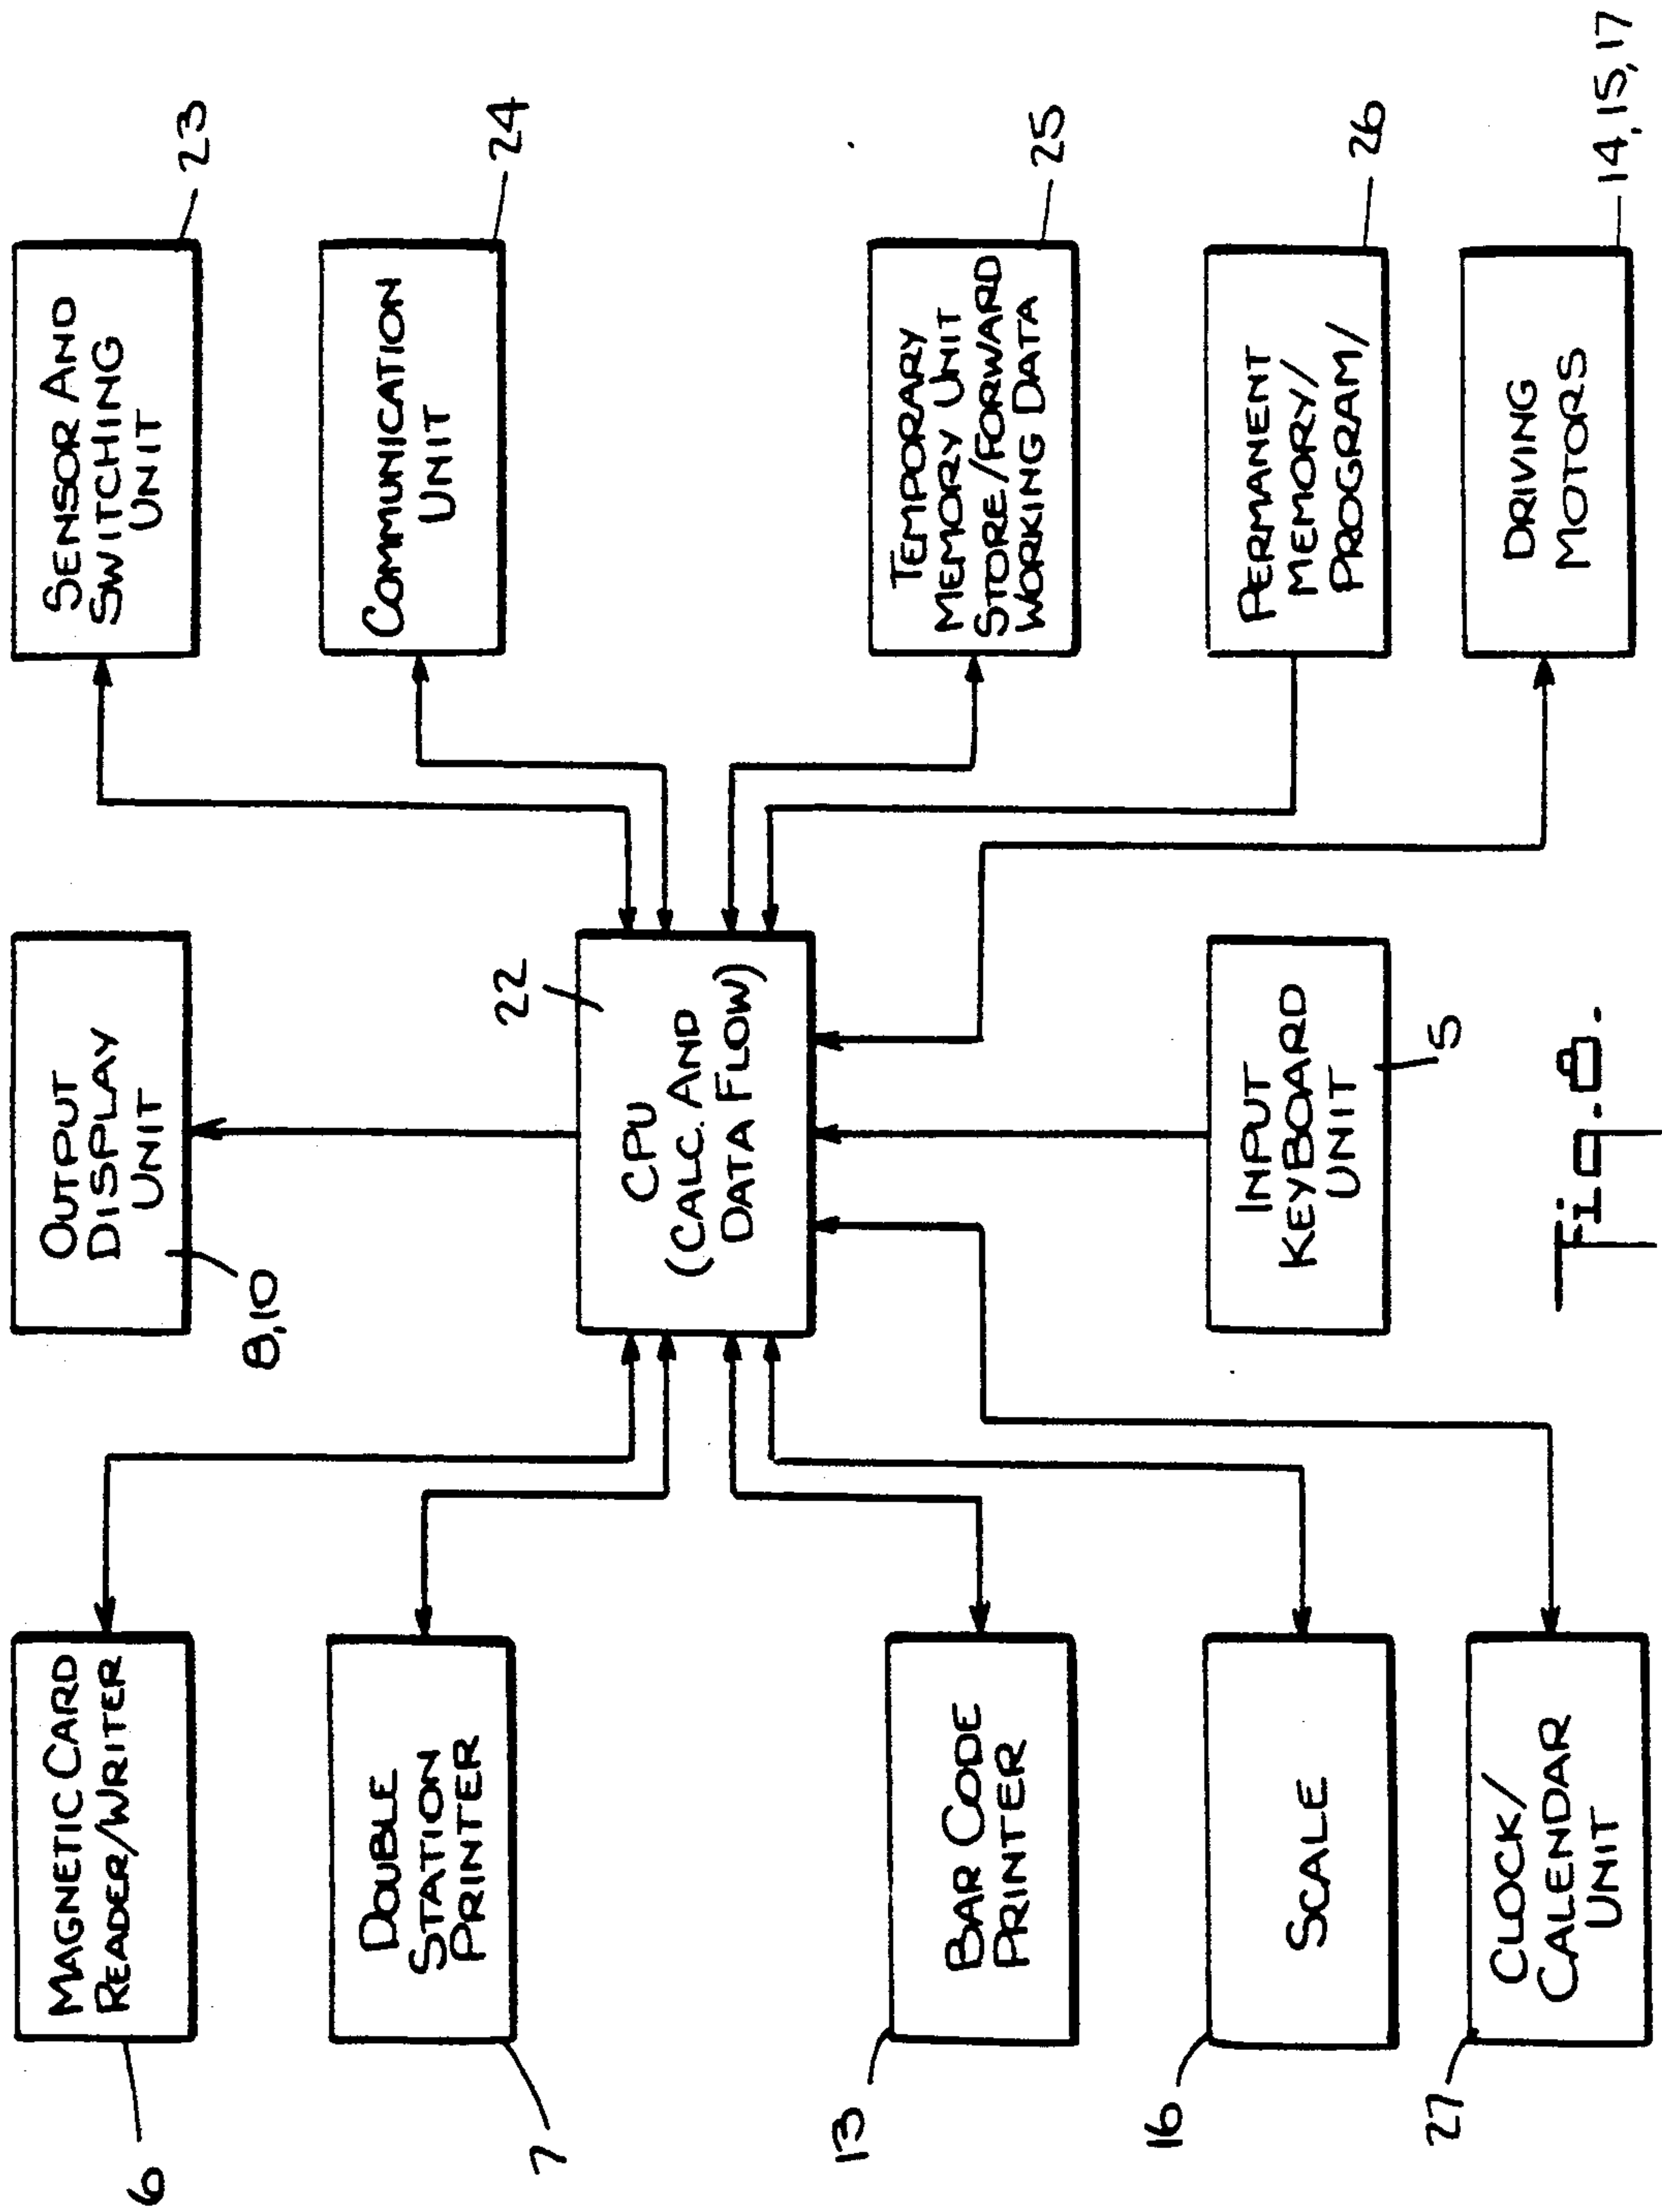 MAGNETIC CARD
READER/WRITER
6
DOUBLE
STATION
PRINTER
7
BAR CODE
PRINTER
13
SCALE
16
CLOCK/
CALENDAR
UNIT
27
OUTPUT
DISPLAY
UNIT
8,10
22
CPU
(CALC. AND
DATA FLOW)
INPUT
KEYBOARD
UNIT
5
SENSOR AND
SWITCHING
UNIT
23
COMMUNICATION
UNIT
24
TEMPORARY
MEMORY UNIT
STORE/FORWARD
WORKING DATA
25
PERMANENT
MEMORY/
PROGRAM/
26
DRIVING
MOTORS
14,15,17
Fig. 8.